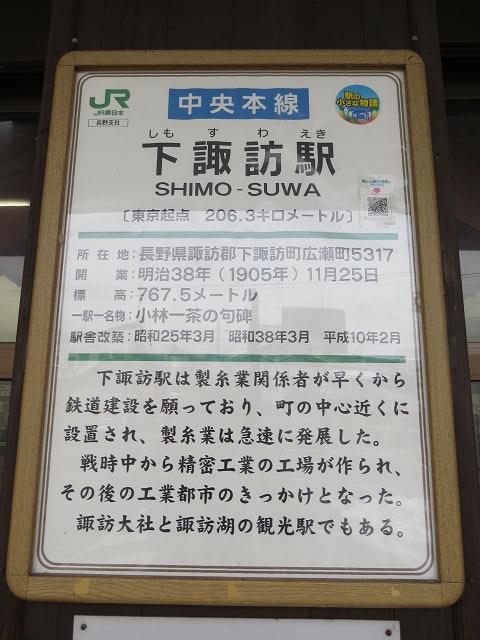 JR
JR東日本
長野支社
中央本線
駅の
小さな物語
しもすわえき
下諏訪駅
SHIMO-SUWA
〔東京起点 206.3キロメートル〕
所在地：長野県諏訪郡下諏訪町広瀬町5317
開業：明治38年（1905年）11月25日
標高：767.5メートル
一駅一名物：小林一茶の句碑
駅舎改築：昭和25年3月 昭和38年3月 平成10年2月
下諏訪駅は製糸業関係者が早くから
鉄道建設を願っており、町の中心近くに
設置され、製糸業は急速に発展した。
戦時中から精密工業の工場が作られ、
その後の工業都市のきっかけとなった。
諏訪大社と諏訪湖の観光駅でもある。